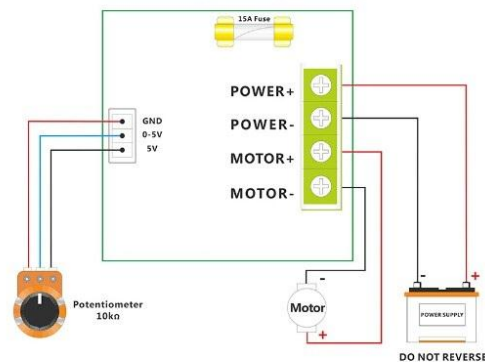 15A Fuse
POWER+
GND
0-5V
POWER-
5V
MOTOR+
MOTOR-
Potentiometer
10kΩ
-
Motor
+
- +
POWER SUPPLY
DO NOT REVERSE